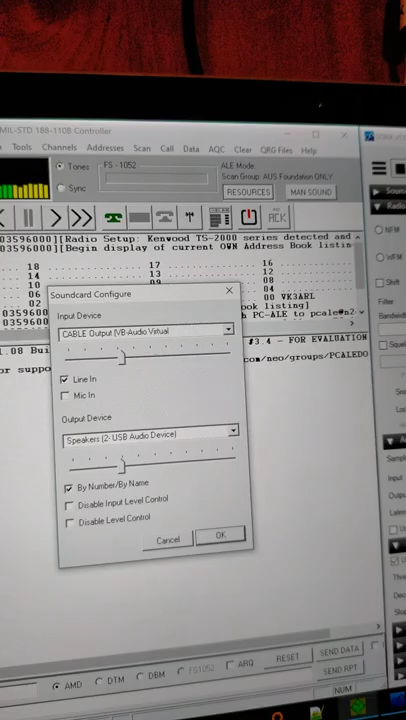 MIL-STD 188-110B Controller
Tools Channels Addresses Scan Call Data AQC Clear QRG Files Help
Tones
Sync
FS - 1052
ALE Mode
Scan Group: AUS Foundation ONLY
RESOURCES
MAN SOUND
ACK
03596000][Radio Setup: Kenwood TS-2000 series detected and
03596000][Begin display of current OWN Address Book listin
18 17 16
14 13 12
10 09 08
06 04
02 00 VK3ARL
ook listing]
h PC-ALE to pcale@n2
1.08 Bui #3.4 - FOR EVALUATION
or suppo com/neo/groups/PCALEDO
Soundcard Configure
Input Device
CABLE Output (VB-Audio Virtual
Line In
Mic In
Output Device
Speakers (2- USB Audio Device)
By Number/By Name
Disable Input Level Control
Disable Level Control
Cancel
OK
AMD
DTM
DBM
FS1052
ARQ
RESET
SEND DATA
SEND RPT
NUM
Radio
NFM
WFM
Shift
Filter
Bandwidth
Input
Output